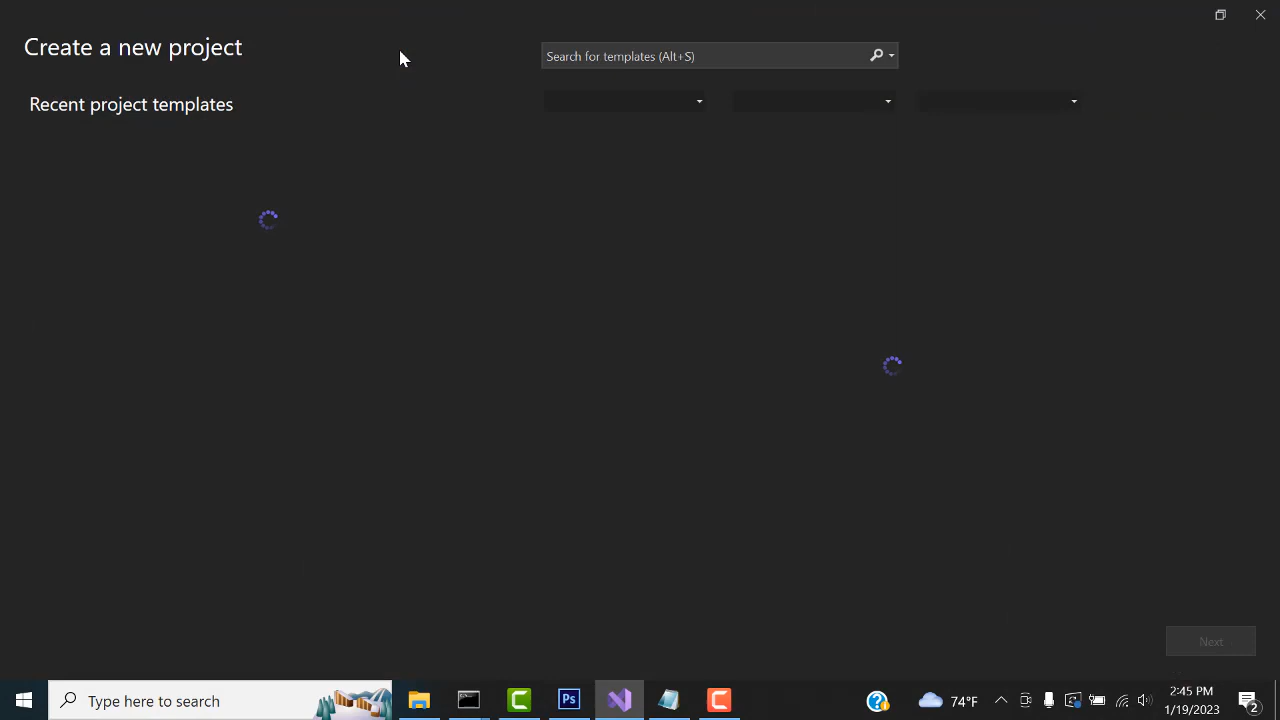 Create a new project
Search for templates (Alt+S)
Recent project templates
Next
Type here to search
Ps
74°F
:45 PM
1/19/2023
2